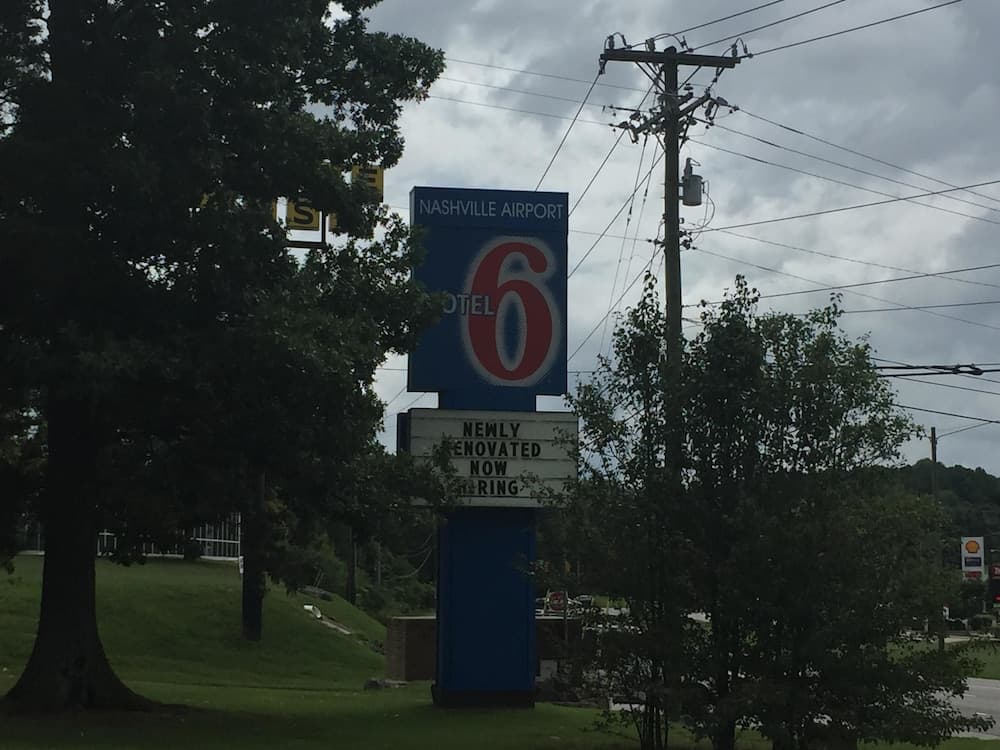 NASHVILLE AIRPORT
OTEL 6
NEWLY
ENOVATED
NOW
RING
S
E